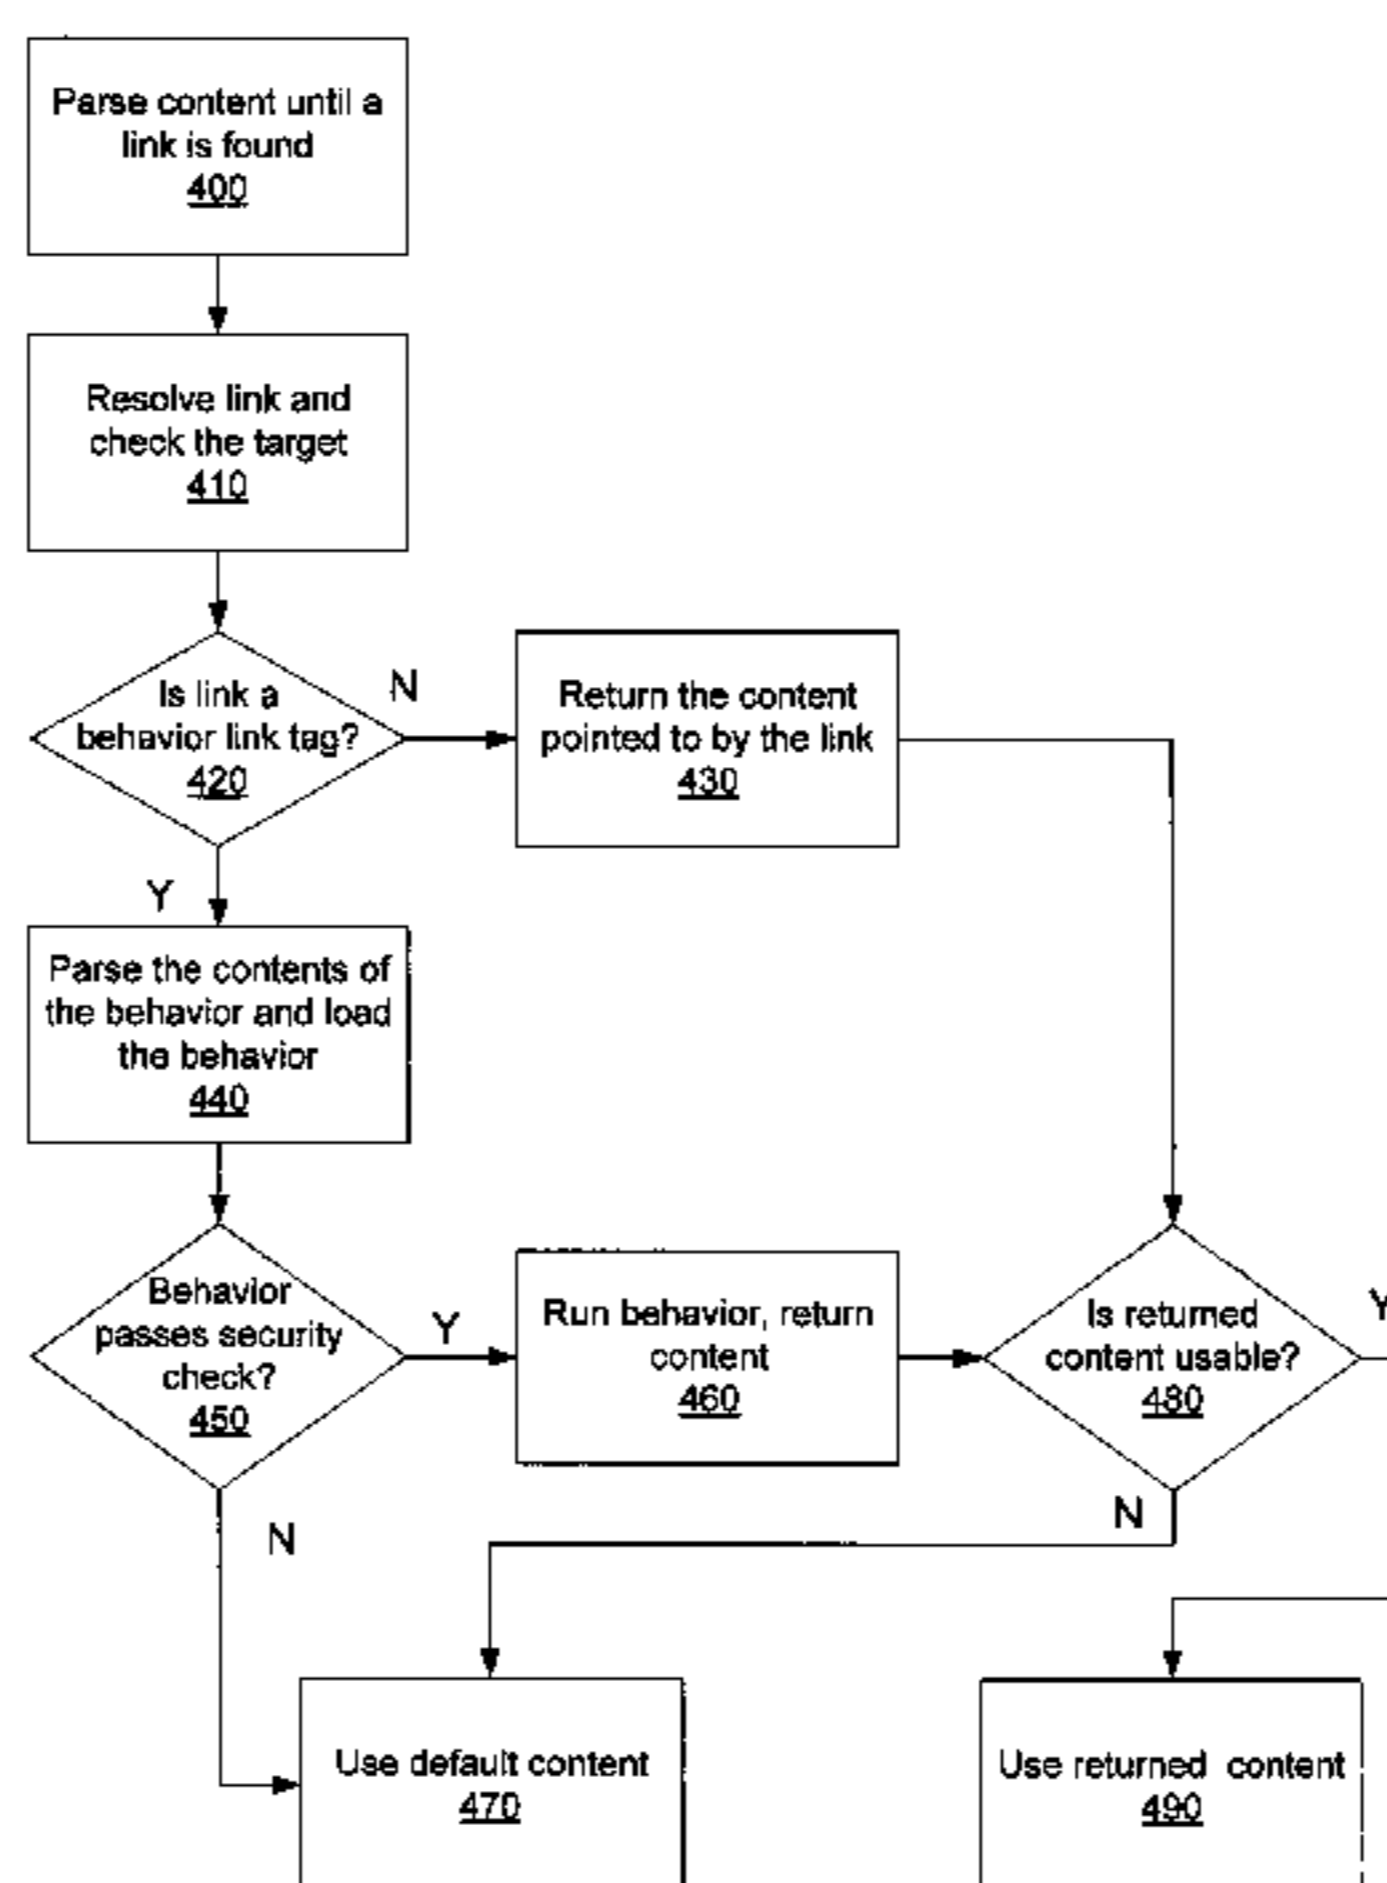 Parse content until a
link is found
400
Resolve link and
check the target
410
Is link a
behavior link tag?
420
N
Return the content
pointed to by the link
430
Y
Parse the contents of
the behavior and load
the behavior
440
Behavior
passes security
check?
450
Y
Run behavior, return
content
460
Is returned
content usable?
480
Y
N
N
Use default content
470
Use returned content
490